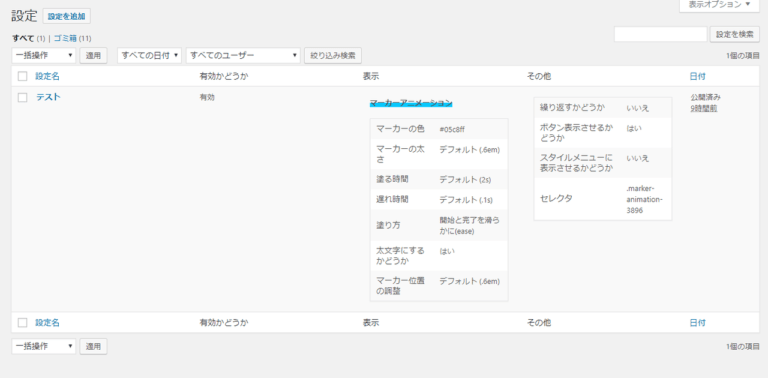 表示オプション ▼
設定 設定を追加
すべて (1) | ゴミ箱 (11)
設定を検索
一括操作 ▼ 適用 すべての日付 ▼ すべてのユーザー ▼ 絞り込み検索 1個の項目
設定名 有効かどうか 表示 その他 日付
テスト
有効
マーカーアニメーション
マーカーの色 #05c8ff
マーカーの太
さ デフォルト (.6em)
塗る時間 デフォルト (2s)
遅れ時間 デフォルト (.1s)
塗り方 開始と完了を滑ら
かに(ease)
太文字にする
かどうか はい
マーカー位置
の調整 デフォルト (.6em)
繰り返すかどうか いいえ
ボタン表示させるか
どうか はい
スタイルメニューに
表示させるかどうか いいえ
セレクタ .marker-
animation-
3896
公開済み
9時間前
設定名 有効かどうか 表示 その他 日付
一括操作 ▼ 適用 1個の項目